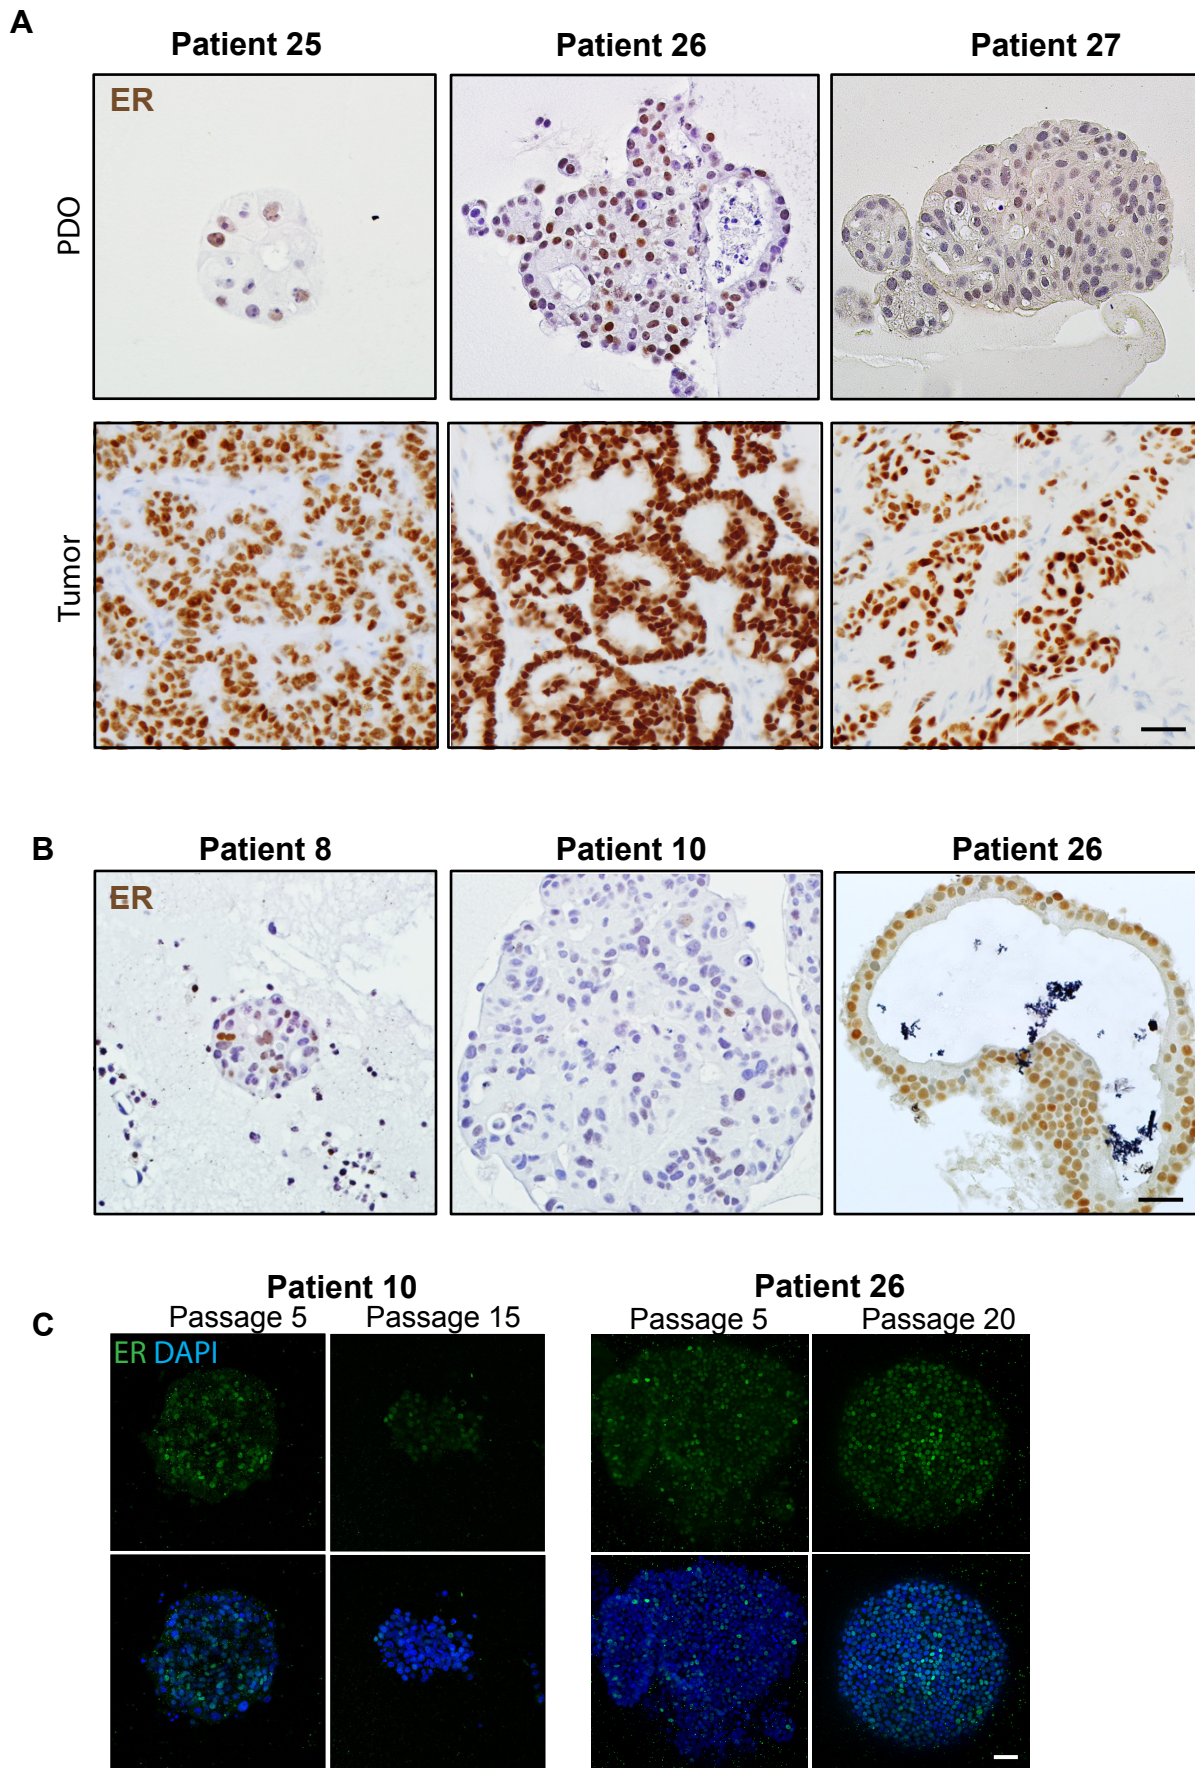 A
Patient 25 Patient 26 Patient 27
ER
PDO
Tumor
B
Patient 8 Patient 10 Patient 26
ER
Patient 10 Patient 26
C
Passage 5 Passage 15 Passage 5 Passage 20
ER DAPI